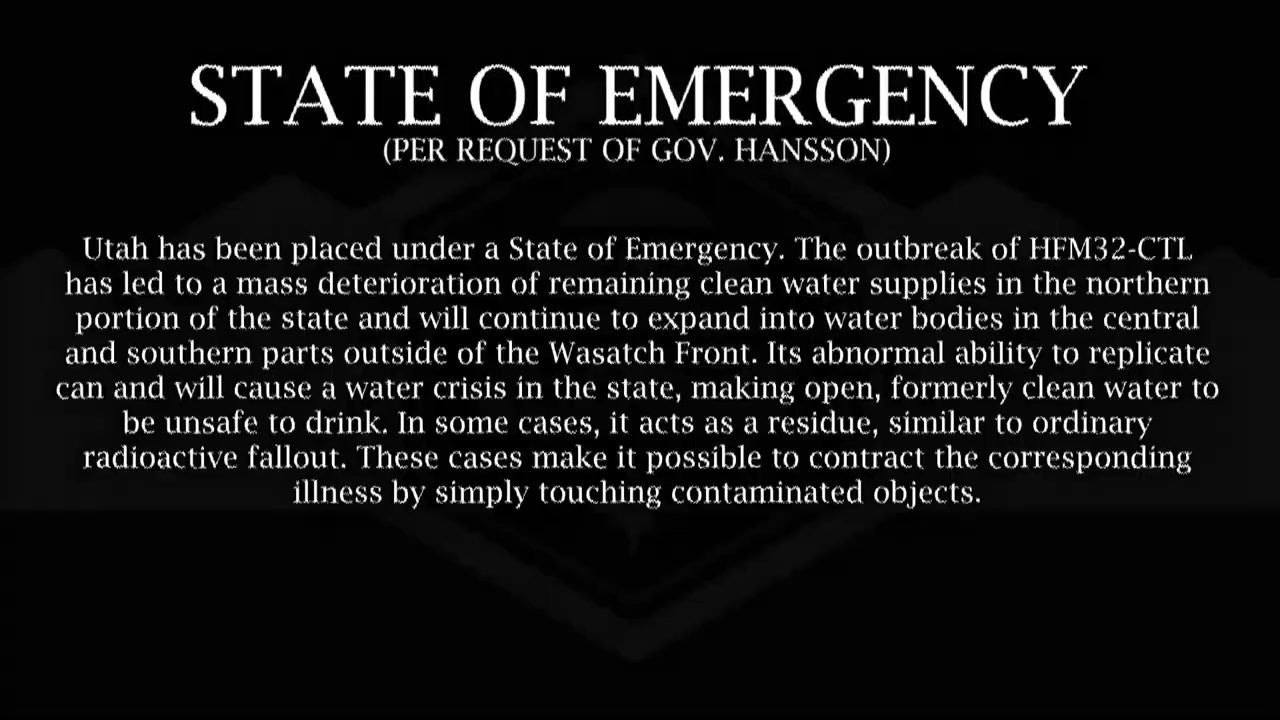 STATE OF EMERGENCY
(PER REQUEST OF GOV. HANSSON)
Utah has been placed under a State of Emergency. The outbreak of HFM32-CTL
has led to a mass deterioration of remaining clean water supplies in the northern
portion of the state and will continue to expand into water bodies in the central
and southern parts outside of the Wasatch Front. Its abnormal ability to replicate
can and will cause a water crisis in the state, making open, formerly clean water to
be unsafe to drink. In some cases, it acts as a residue, similar to ordinary
radioactive fallout. These cases make it possible to contract the corresponding
illness by simply touching contaminated objects.